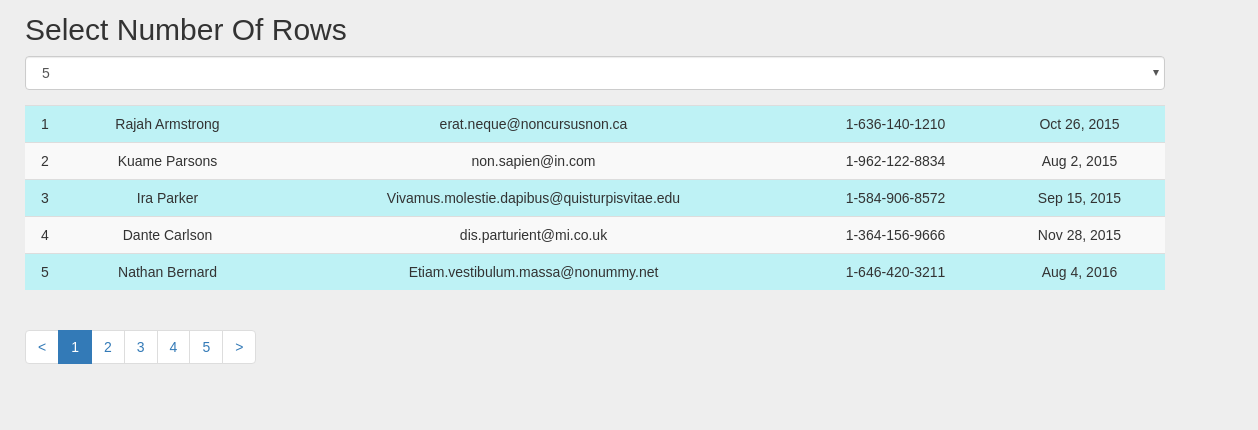 Select Number Of Rows
5
1 Rajah Armstrong erat.neque@noncursusnon.ca 1-636-140-1210 Oct 26, 2015
2 Kuame Parsons non.sapien@in.com 1-962-122-8834 Aug 2, 2015
3 Ira Parker Vivamus.molestie.dapibus@quisturpisvitae.edu 1-584-906-8572 Sep 15, 2015
4 Dante Carlson dis.parturient@mi.co.uk 1-364-156-9666 Nov 28, 2015
5 Nathan Bernard Etiam.vestibulum.massa@nonummy.net 1-646-420-3211 Aug 4, 2016
< 1 2 3 4 5 >